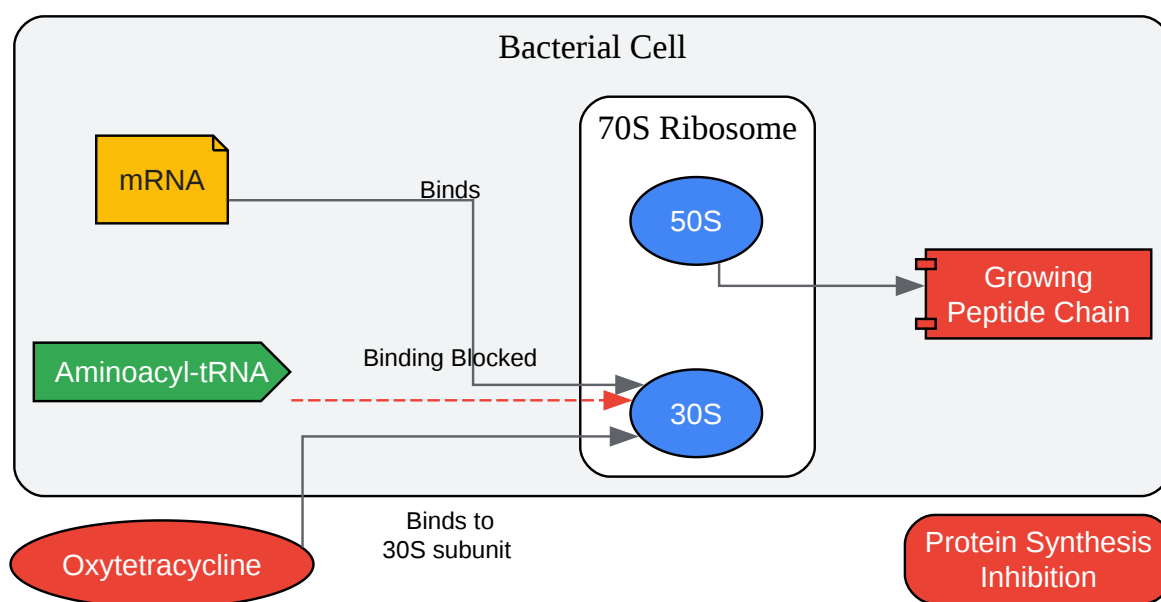 Bacterial Cell
70S Ribosome
mRNA
Binds
50S
Growing
Peptide Chain
Aminoacyl-tRNA
Binding Blocked
30S
Oxytetracycline
Binds to
30S subunit
Protein Synthesis
Inhibition